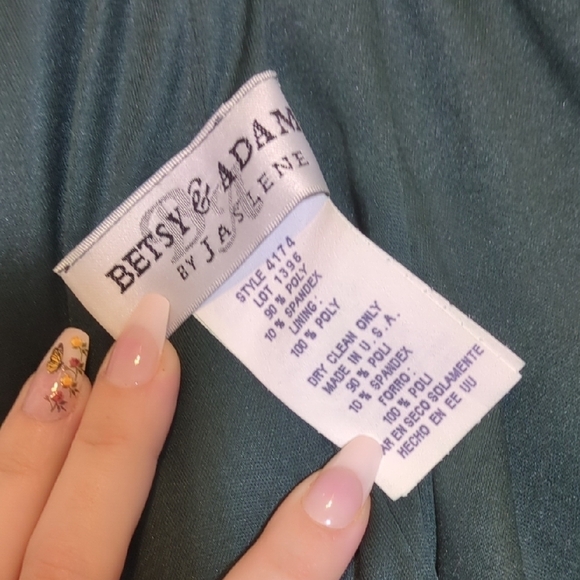 BETSY & ADAM
BY JASLENE
STYLE 4174
LOT 1396
90 % POLY
10 % SPANDEX
LINING:
100 % POLY
DRY CLEAN ONLY
MADE IN U.S.A.
90 % POLI
10 % SPANDEX
FORRO:
100 % POLI
EN SECO SOLAMENTE
HECHO EN EE UU